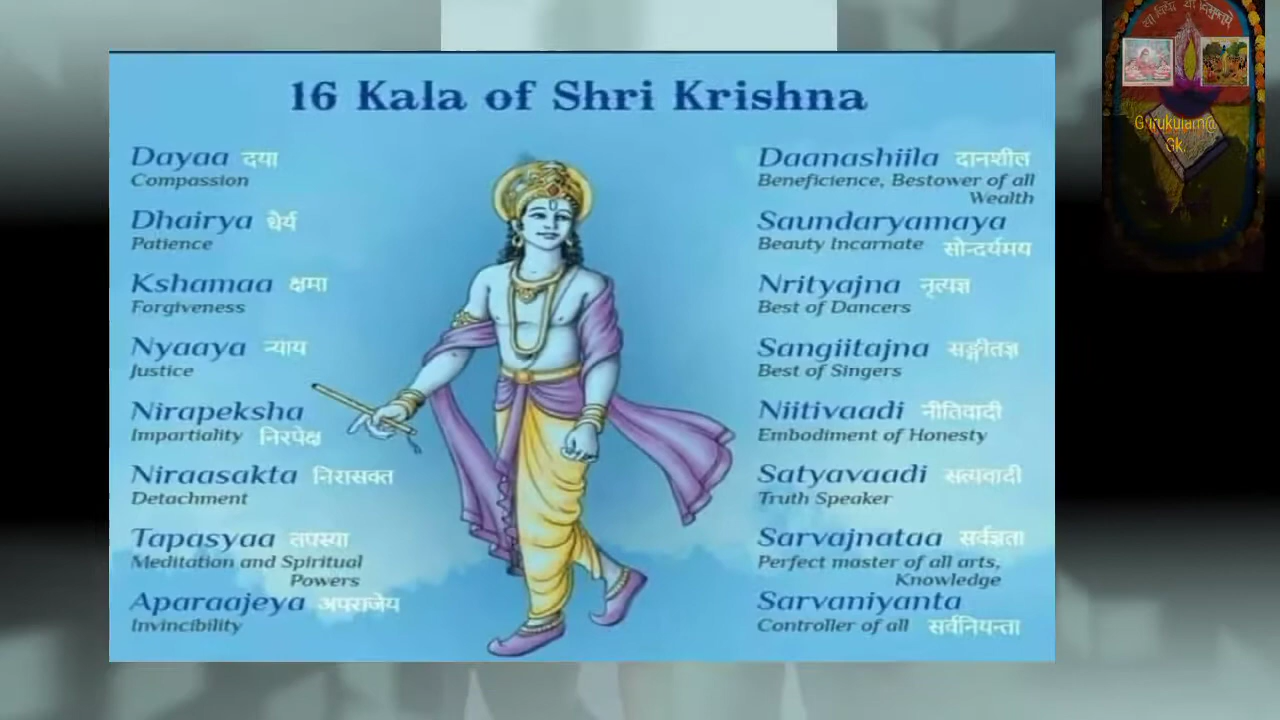 16 Kala of Shri Krishna
Dayaa दया
Compassion
Dhairya धैर्य
Patience
Kshamaa क्षमा
Forgiveness
Nyaaya न्याय
Justice
Nirapeksha
Impartiality निरपेक्ष
Niraasakta निरासक्त
Detachment
Tapasyaa तपस्या
Meditation and Spiritual
Powers
Aparaajeya अपराजेय
Invincibility
Daanashiila दानशील
Beneficience, Bestower of all
Wealth
Saundaryamaya
Beauty Incarnate सोन्दर्यमय
Nrityajna नृत्यज्ञ
Best of Dancers
Sangiitajna सङ्गीतज्ञ
Best of Singers
Niitivaadi नीतिवादी
Embodiment of Honesty
Satyavaadi सत्यवादी
Truth Speaker
Sarvajnataa सर्वज्ञता
Perfect master of all arts,
Knowledge
Sarvaniyanta
Controller of all सर्वनियन्ता
Gurukulam@
Gk.